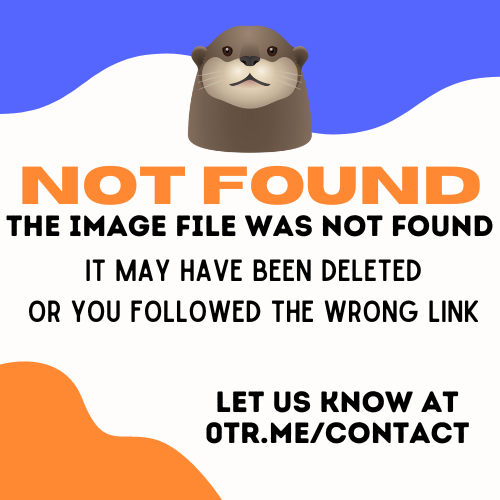 NOT FOUND
THE IMAGE FILE WAS NOT FOUND
IT MAY HAVE BEEN DELETED
OR YOU FOLLOWED THE WRONG LINK
LET US KNOW AT
0TR.ME/CONTACT